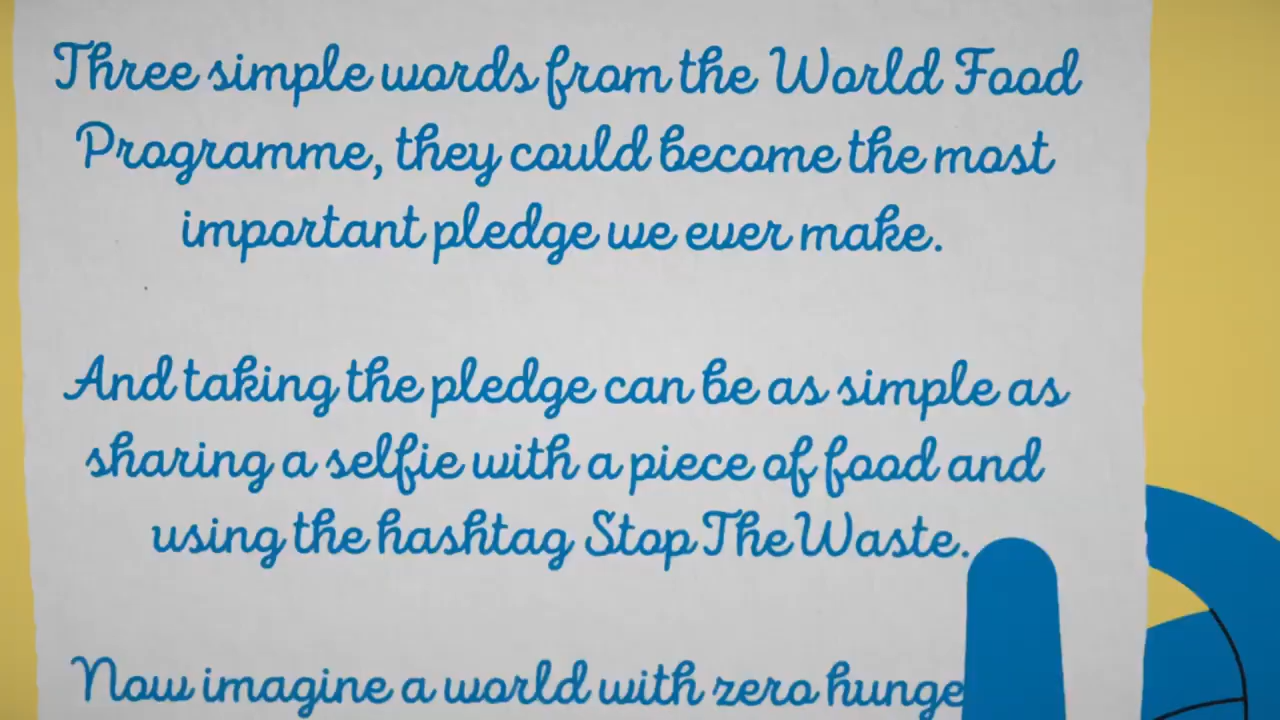 Three simple words from the World Food
Programme, they could become the most
important pledge we ever make.
And taking the pledge can be as simple as
sharing a selfie with a piece of food and
using the hashtag StopTheWaste.
Now imagine a world with zero hunge